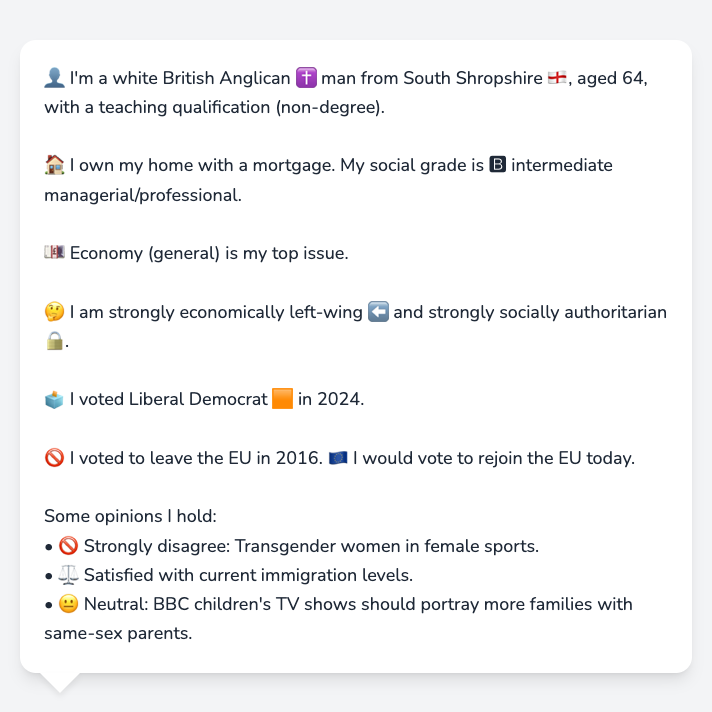 👤 I'm a white British Anglican ✝️ man from South Shropshire 🏴󠁧󠁢󠁥󠁮󠁧󠁿, aged 64,
with a teaching qualification (non-degree).
🏠 I own my home with a mortgage. My social grade is 🅱 intermediate
managerial/professional.
💷 Economy (general) is my top issue.
🤔 I am strongly economically left-wing ⬅️ and strongly socially authoritarian
🔒.
🗳️ I voted Liberal Democrat 🟧 in 2024.
🚫 I voted to leave the EU in 2016. 🇪🇺 I would vote to rejoin the EU today.
Some opinions I hold:
• 🚫 Strongly disagree: Transgender women in female sports.
• ⚖️ Satisfied with current immigration levels.
• 😐 Neutral: BBC children's TV shows should portray more families with
same-sex parents.